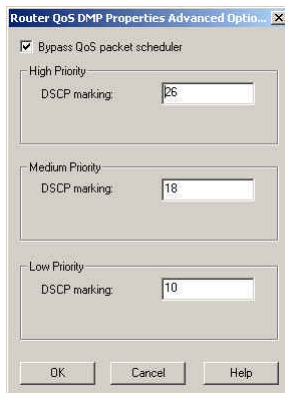 Router QoS DMP Properties Advanced Optio...
Bypass QoS packet scheduler
High Priority
DSCP marking: 26
Medium Priority
DSCP marking: 18
Low Priority
DSCP marking: 10
OK Cancel Help